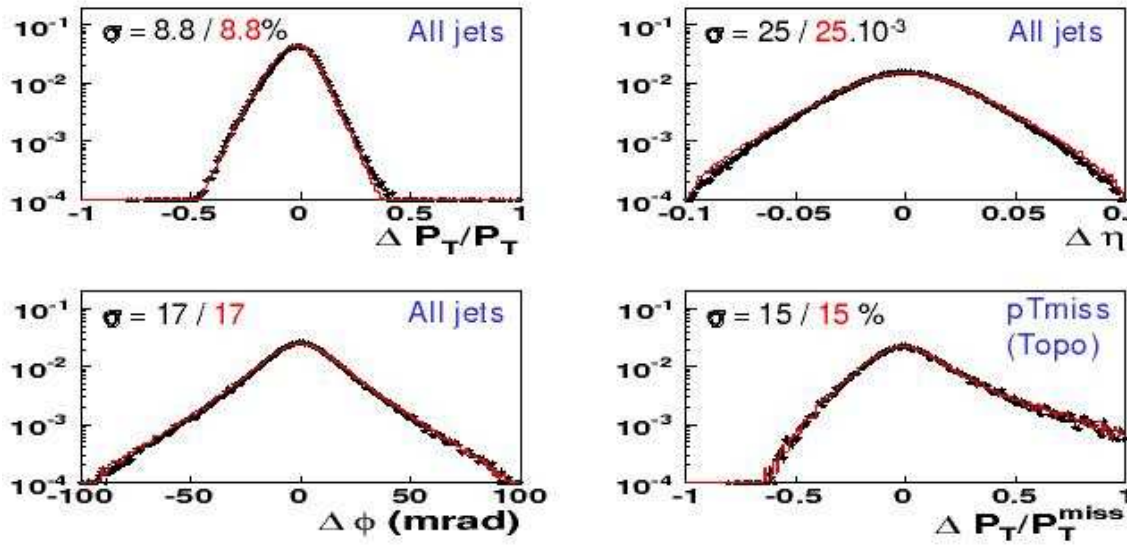 10⁻¹
σ = 8.8 / 8.8%
All jets
10⁻²
10⁻³
10⁻⁴
-1 -0.5 0 0.5 1
Δ P_T/P_T
10⁻¹
σ = 25 / 25.10⁻³
All jets
10⁻²
10⁻³
10⁻⁴
-0.1 -0.05 0 0.05 0.
Δ η
10⁻¹
σ = 17 / 17
All jets
10⁻²
10⁻³
10⁻⁴
-100 -50 0 50 100
Δ ϕ (mrad)
10⁻¹
σ = 15 / 15 %
pTmiss
(Topo)
10⁻²
10⁻³
10⁻⁴
-1 -0.5 0 0.5 1
Δ P_T/P_T^miss